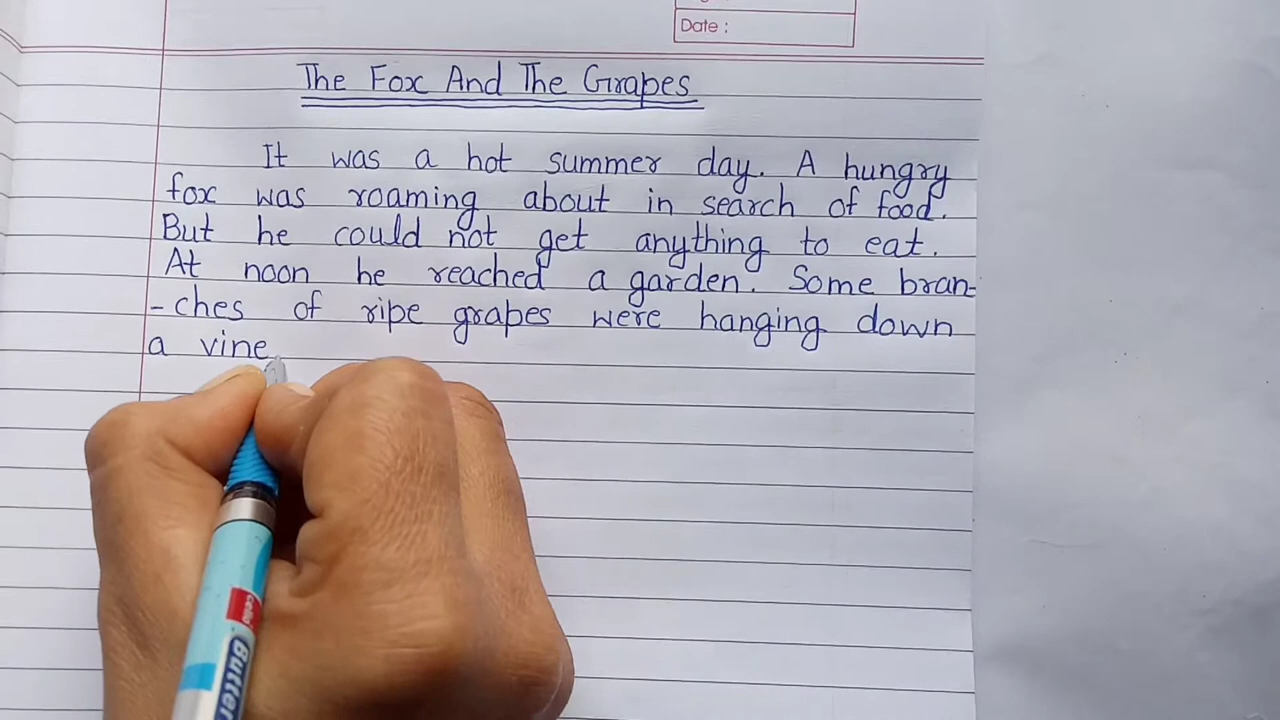 Date :
The Fox And The Grapes
It was a hot summer day. A hungry
fox was roaming about in search of food.
But he could not get anything to eat.
At noon he reached a garden. Some bran-
-ches of ripe grapes were hanging down
a vine
cello
Butter